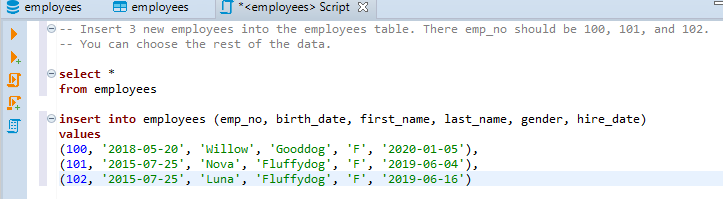 employees employees *<employees> Script
-- Insert 3 new employees into the employees table. There emp_no should be 100, 101, and 102.
-- You can choose the rest of the data.
select *
from employees
insert into employees (emp_no, birth_date, first_name, last_name, gender, hire_date)
values
(100, '2018-05-20', 'Willow', 'Gooddog', 'F', '2020-01-05'),
(101, '2015-07-25', 'Nova', 'Fluffydog', 'F', '2019-06-04'),
(102, '2015-07-25', 'Luna', 'Fluffydog', 'F', '2019-06-16')